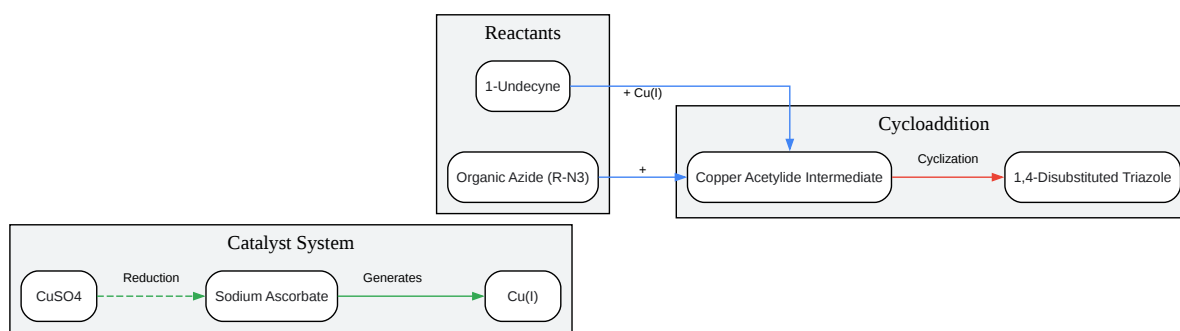 Reactants
1-Undecyne
+ Cu(I)
Organic Azide (R-N3)
+
Cycloaddition
Copper Acetylide Intermediate
Cyclization
1,4-Disubstituted Triazole
Catalyst System
CuSO4
Reduction
Sodium Ascorbate
Generates
Cu(I)